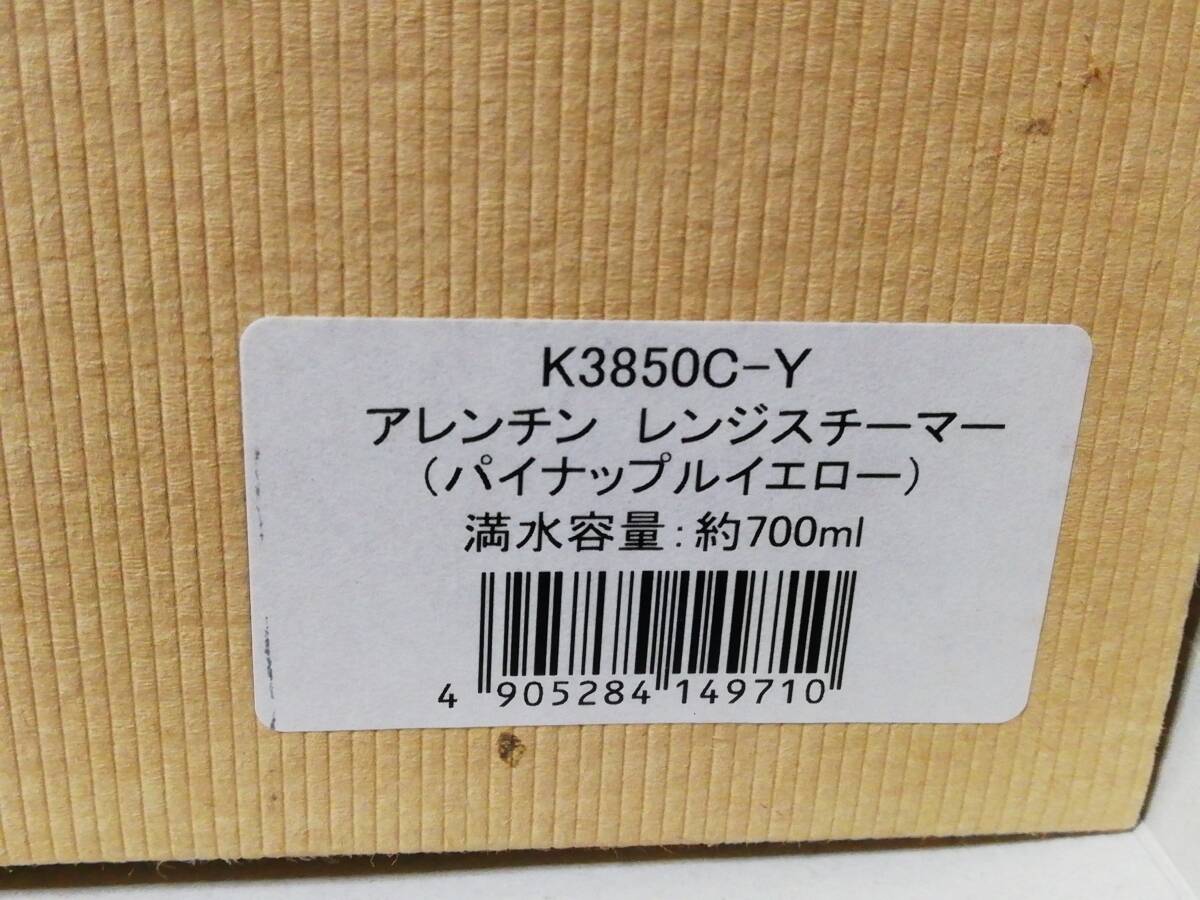 K3850C-Y
アレンチン　レンジスチーマー
（パイナップルイエロー）
満水容量：約700ml
4 905284 149710